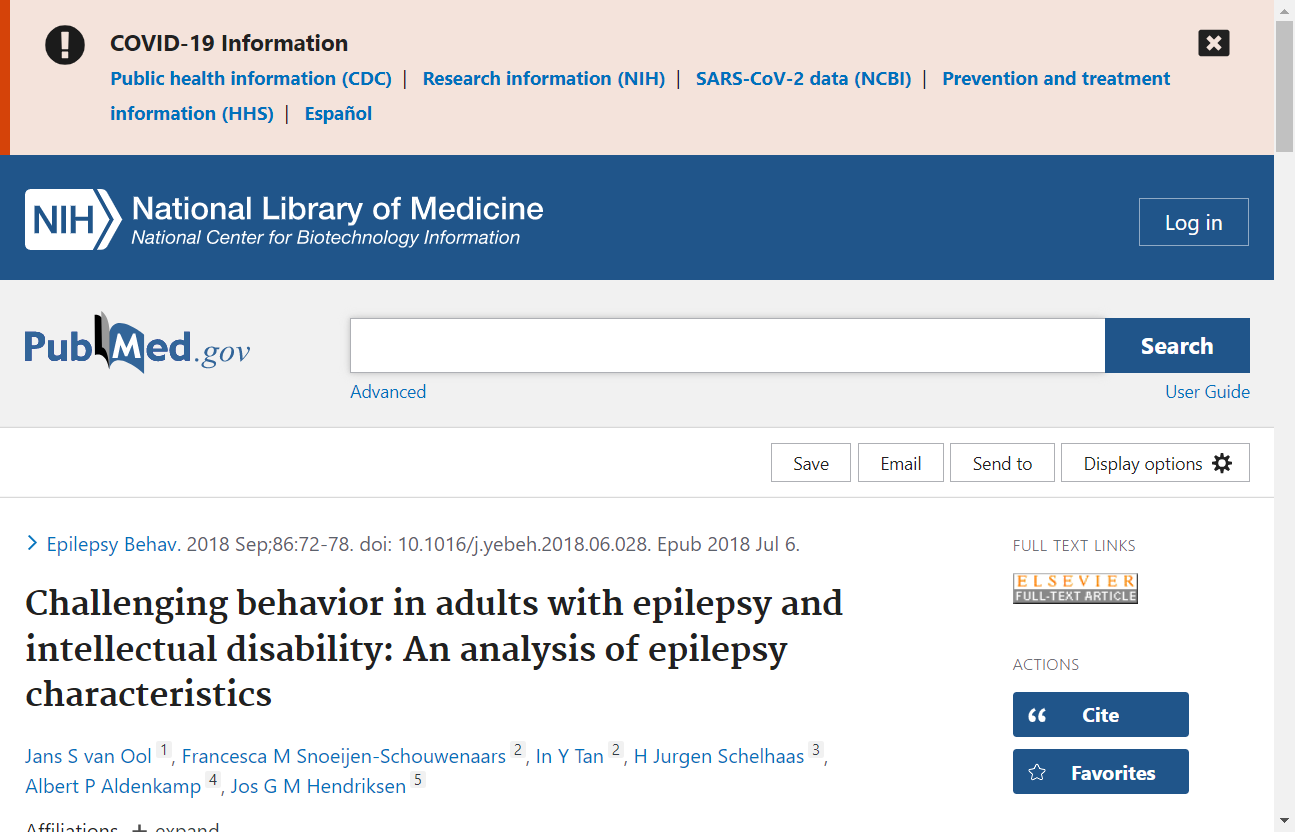 COVID-19 Information
Public health information (CDC) | Research information (NIH) | SARS-CoV-2 data (NCBI) | Prevention and treatment
information (HHS) | Español
NIH National Library of Medicine
National Center for Biotechnology Information
Log in
PubMed.gov
Search
Advanced
User Guide
Save
Email
Send to
Display options
Epilepsy Behav. 2018 Sep;86:72-78. doi: 10.1016/j.yebeh.2018.06.028. Epub 2018 Jul 6.
Challenging behavior in adults with epilepsy and
intellectual disability: An analysis of epilepsy
characteristics
Jans S van Ool 1, Francesca M Snoeijen-Schouwenaars 2, In Y Tan 2, H Jurgen Schelhaas 3,
Albert P Aldenkamp 4, Jos G M Hendriksen 5
Affiliations + expand
FULL TEXT LINKS
ELSEVIER
FULL-TEXT ARTICLE
ACTIONS
Cite
Favorites